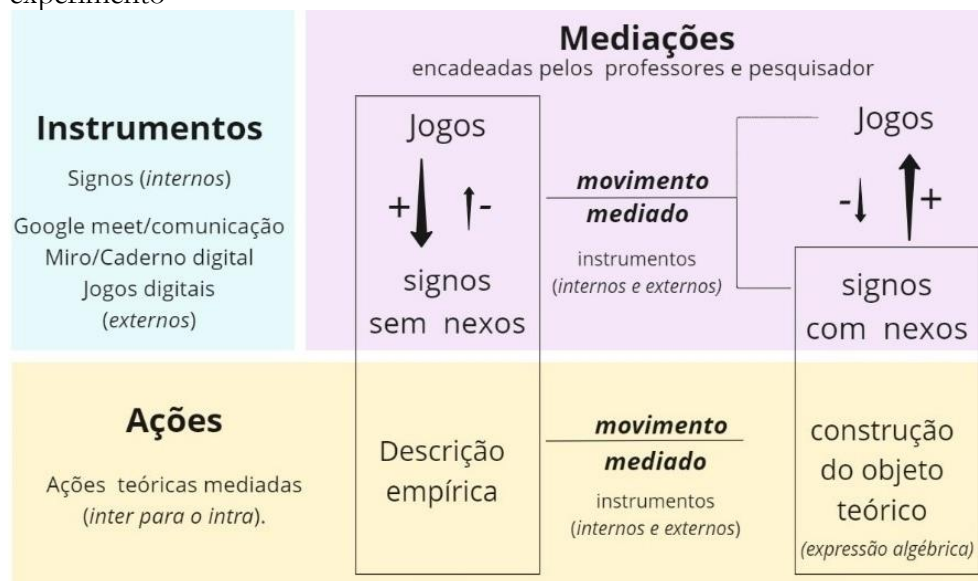 experimento
Mediações
encadeadas pelos professores e pesquisador
Instrumentos
Signos (internos)
Google meet/comunicação
Miro/Caderno digital
Jogos digitais
(externos)
Jogos
+ -
signos
sem nexos
movimento
mediado
instrumentos
(internos e externos)
Jogos
- +
signos
com nexos
Ações
Ações teóricas mediadas
(inter para o intra).
Descrição
empírica
movimento
mediado
instrumentos
(internos e externos)
construção
do objeto
teórico
(expressão algébrica)